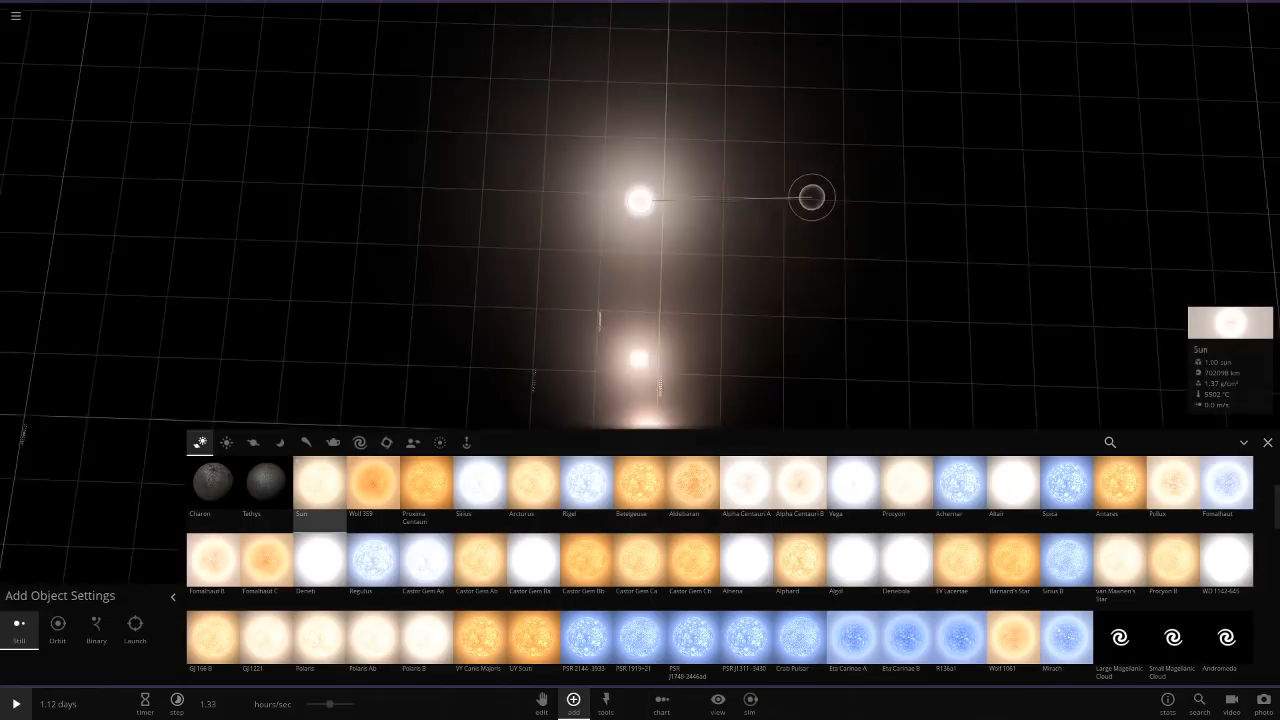 Sun
1.00 sun
702098 km
1.37 g/cm³
5502 °C
0.0 m/s
Charon
Tethys
Sun
Wolf 359
Proxima Centauri
Sirius
Arcturus
Rigel
Betelgeuse
Aldebaran
Alpha Centauri A
Alpha Centauri B
Vega
Procyon
Achernar
Altair
Spica
Antares
Pollux
Fomalhaut
Fomalhaut B
Fomalhaut C
Deneb
Regulus
Castor Gem Aa
Castor Gem Ab
Castor Gem Ba
Castor Gem Bb
Castor Gem Ca
Castor Gem Cb
Alhena
Alphard
Algol
Denebola
EV Lacertae
Barnard's Star
Sirius B
van Maanen's Star
Procyon B
WD 1142-645
Add Object Settings
Still
Orbit
Binary
Launch
GJ 166 B
GJ 1221
Polaris
Polaris Ab
Polaris B
VY Canis Majoris
UY Scuti
PSR 2144-3933
PSR 1919+21
PSR J1748-2446ad
PSR J1311-3430
Crab Pulsar
Eta Carinae A
Eta Carinae B
R136a1
Wolf 1061
Mirach
Large Magellanic Cloud
Small Magellanic Cloud
Andromeda
1.12 days
timer
step
1.33
hours/sec
edit
add
tools
chart
view
sim
stats
search
video
photo